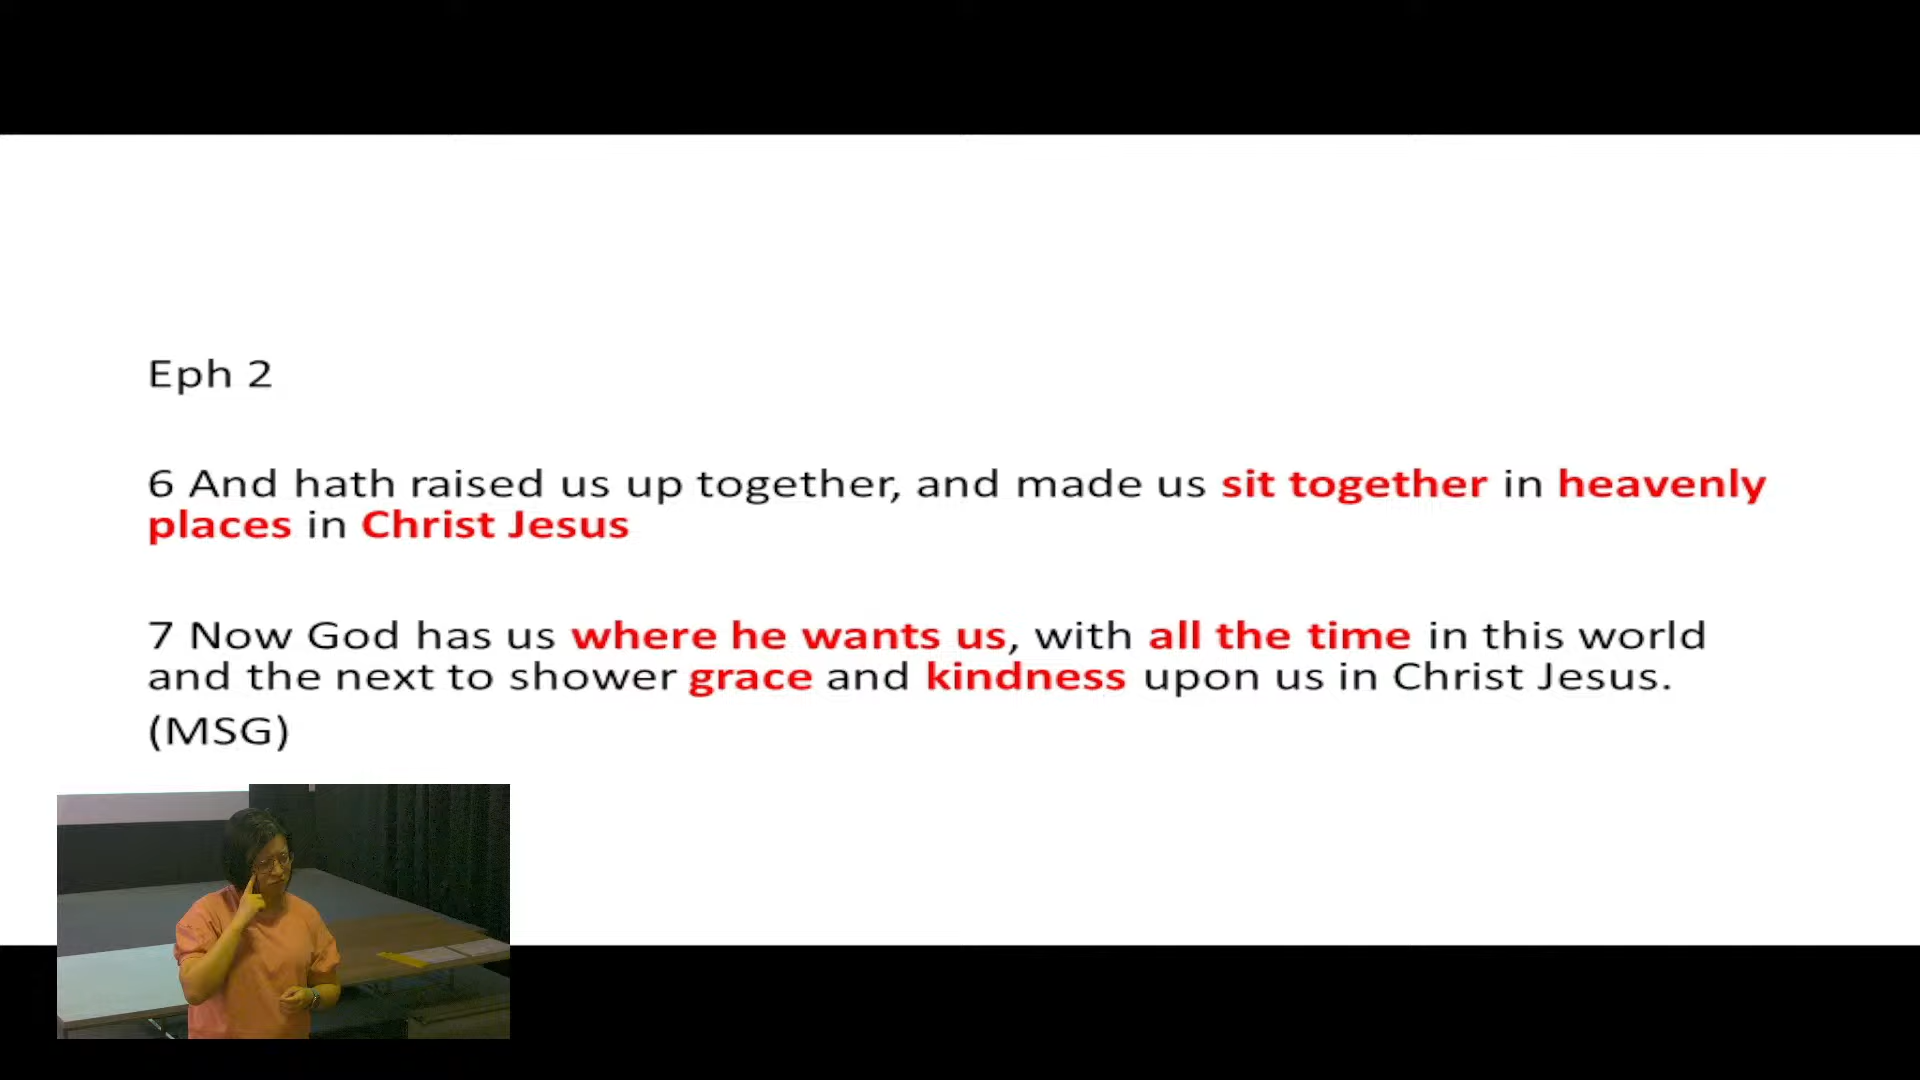 Eph 2
6 And hath raised us up together, and made us sit together in heavenly
places in Christ Jesus
7 Now God has us where he wants us, with all the time in this world
and the next to shower grace and kindness upon us in Christ Jesus.
(MSG)